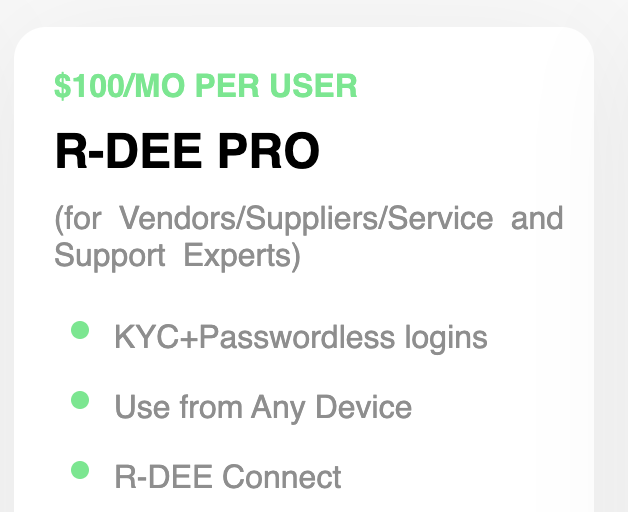 $100/MO PER USER
R-DEE PRO
(for Vendors/Suppliers/Service and
Support Experts)
KYC+Passwordless logins
Use from Any Device
R-DEE Connect